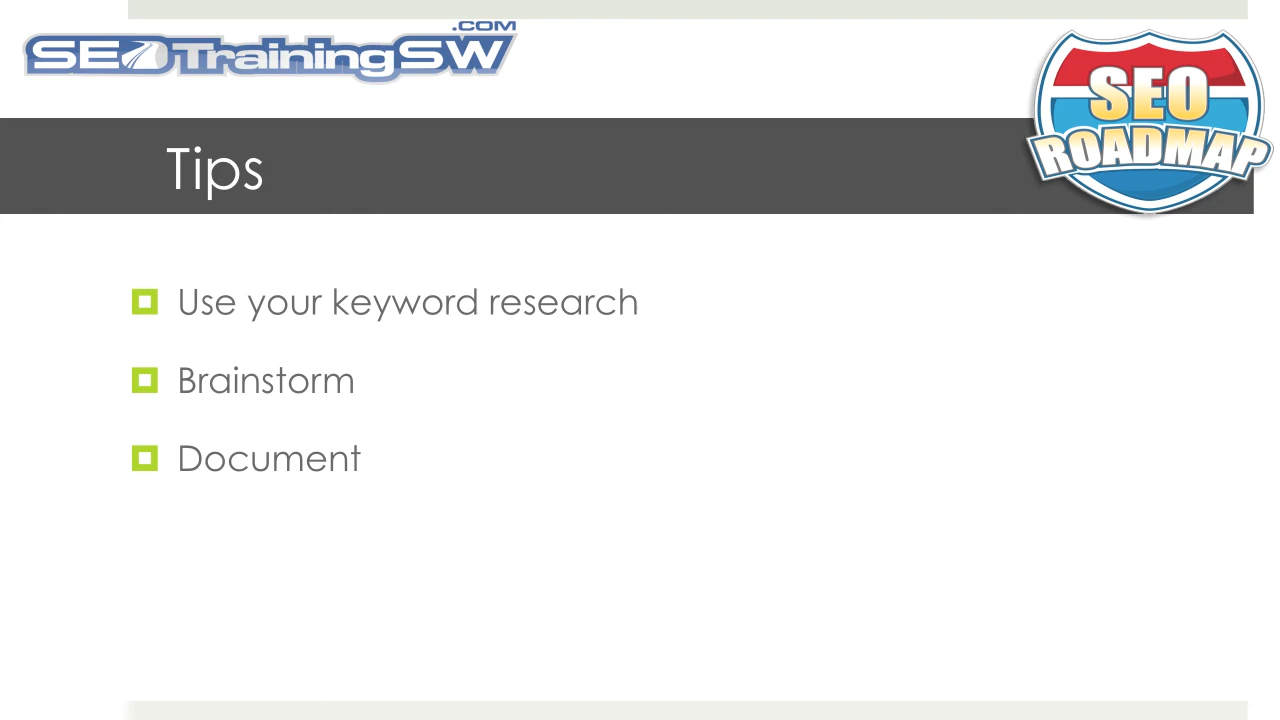 .COM
SEOTrainingSW
SEO
ROADMAP
Tips
Use your keyword research
Brainstorm
Document